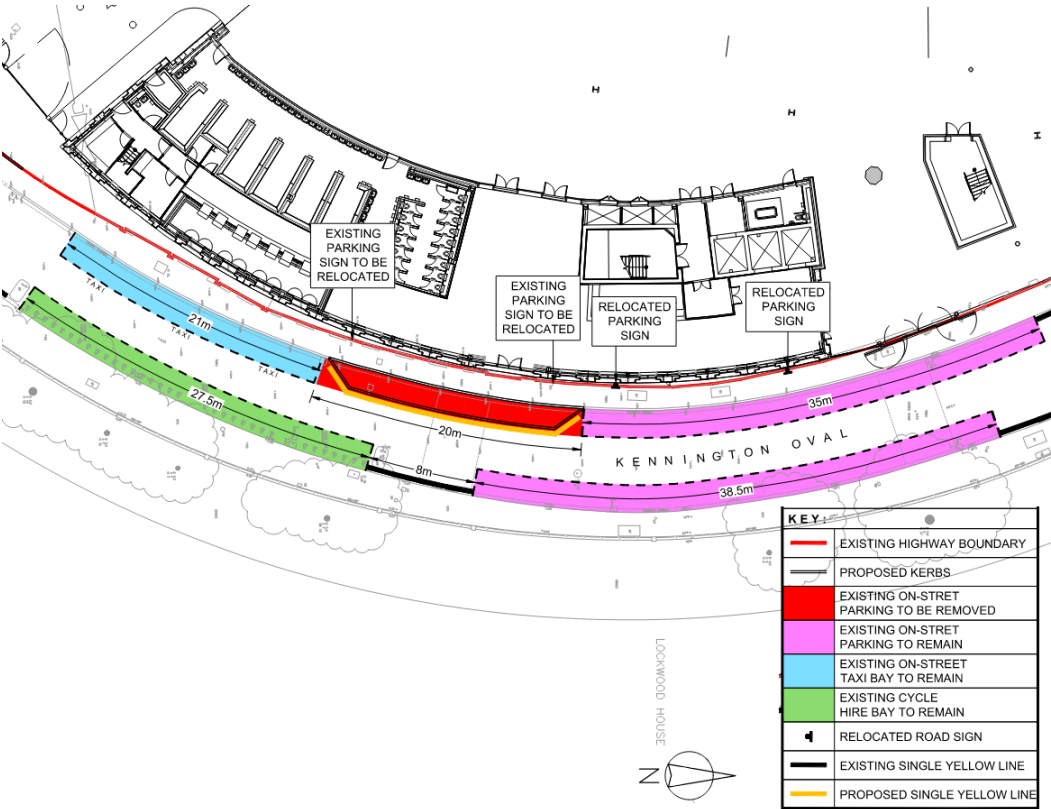 H
H
H
EXISTING
PARKING
SIGN TO BE
RELOCATED
EXISTING
PARKING
SIGN TO BE
RELOCATED
RELOCATED
PARKING
SIGN
RELOCATED
PARKING
SIGN
TAXI
21m
TAXI
TAXI
27.5m
20m
8m
35m
KENNINGTON OVAL
38.5m
LOCKWOOD HOUSE
N
KEY:
EXISTING HIGHWAY BOUNDARY
PROPOSED KERBS
EXISTING ON-STRET
PARKING TO BE REMOVED
EXISTING ON-STRET
PARKING TO REMAIN
EXISTING ON-STREET
TAXI BAY TO REMAIN
EXISTING CYCLE
HIRE BAY TO REMAIN
RELOCATED ROAD SIGN
EXISTING SINGLE YELLOW LINE
PROPOSED SINGLE YELLOW LINE